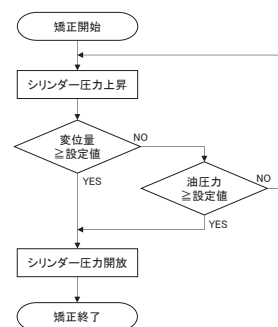 矯正開始
シリンダー圧力上昇
変位量
≧設定値
NO
YES
油圧力
≧設定値
NO
YES
シリンダー圧力開放
矯正終了